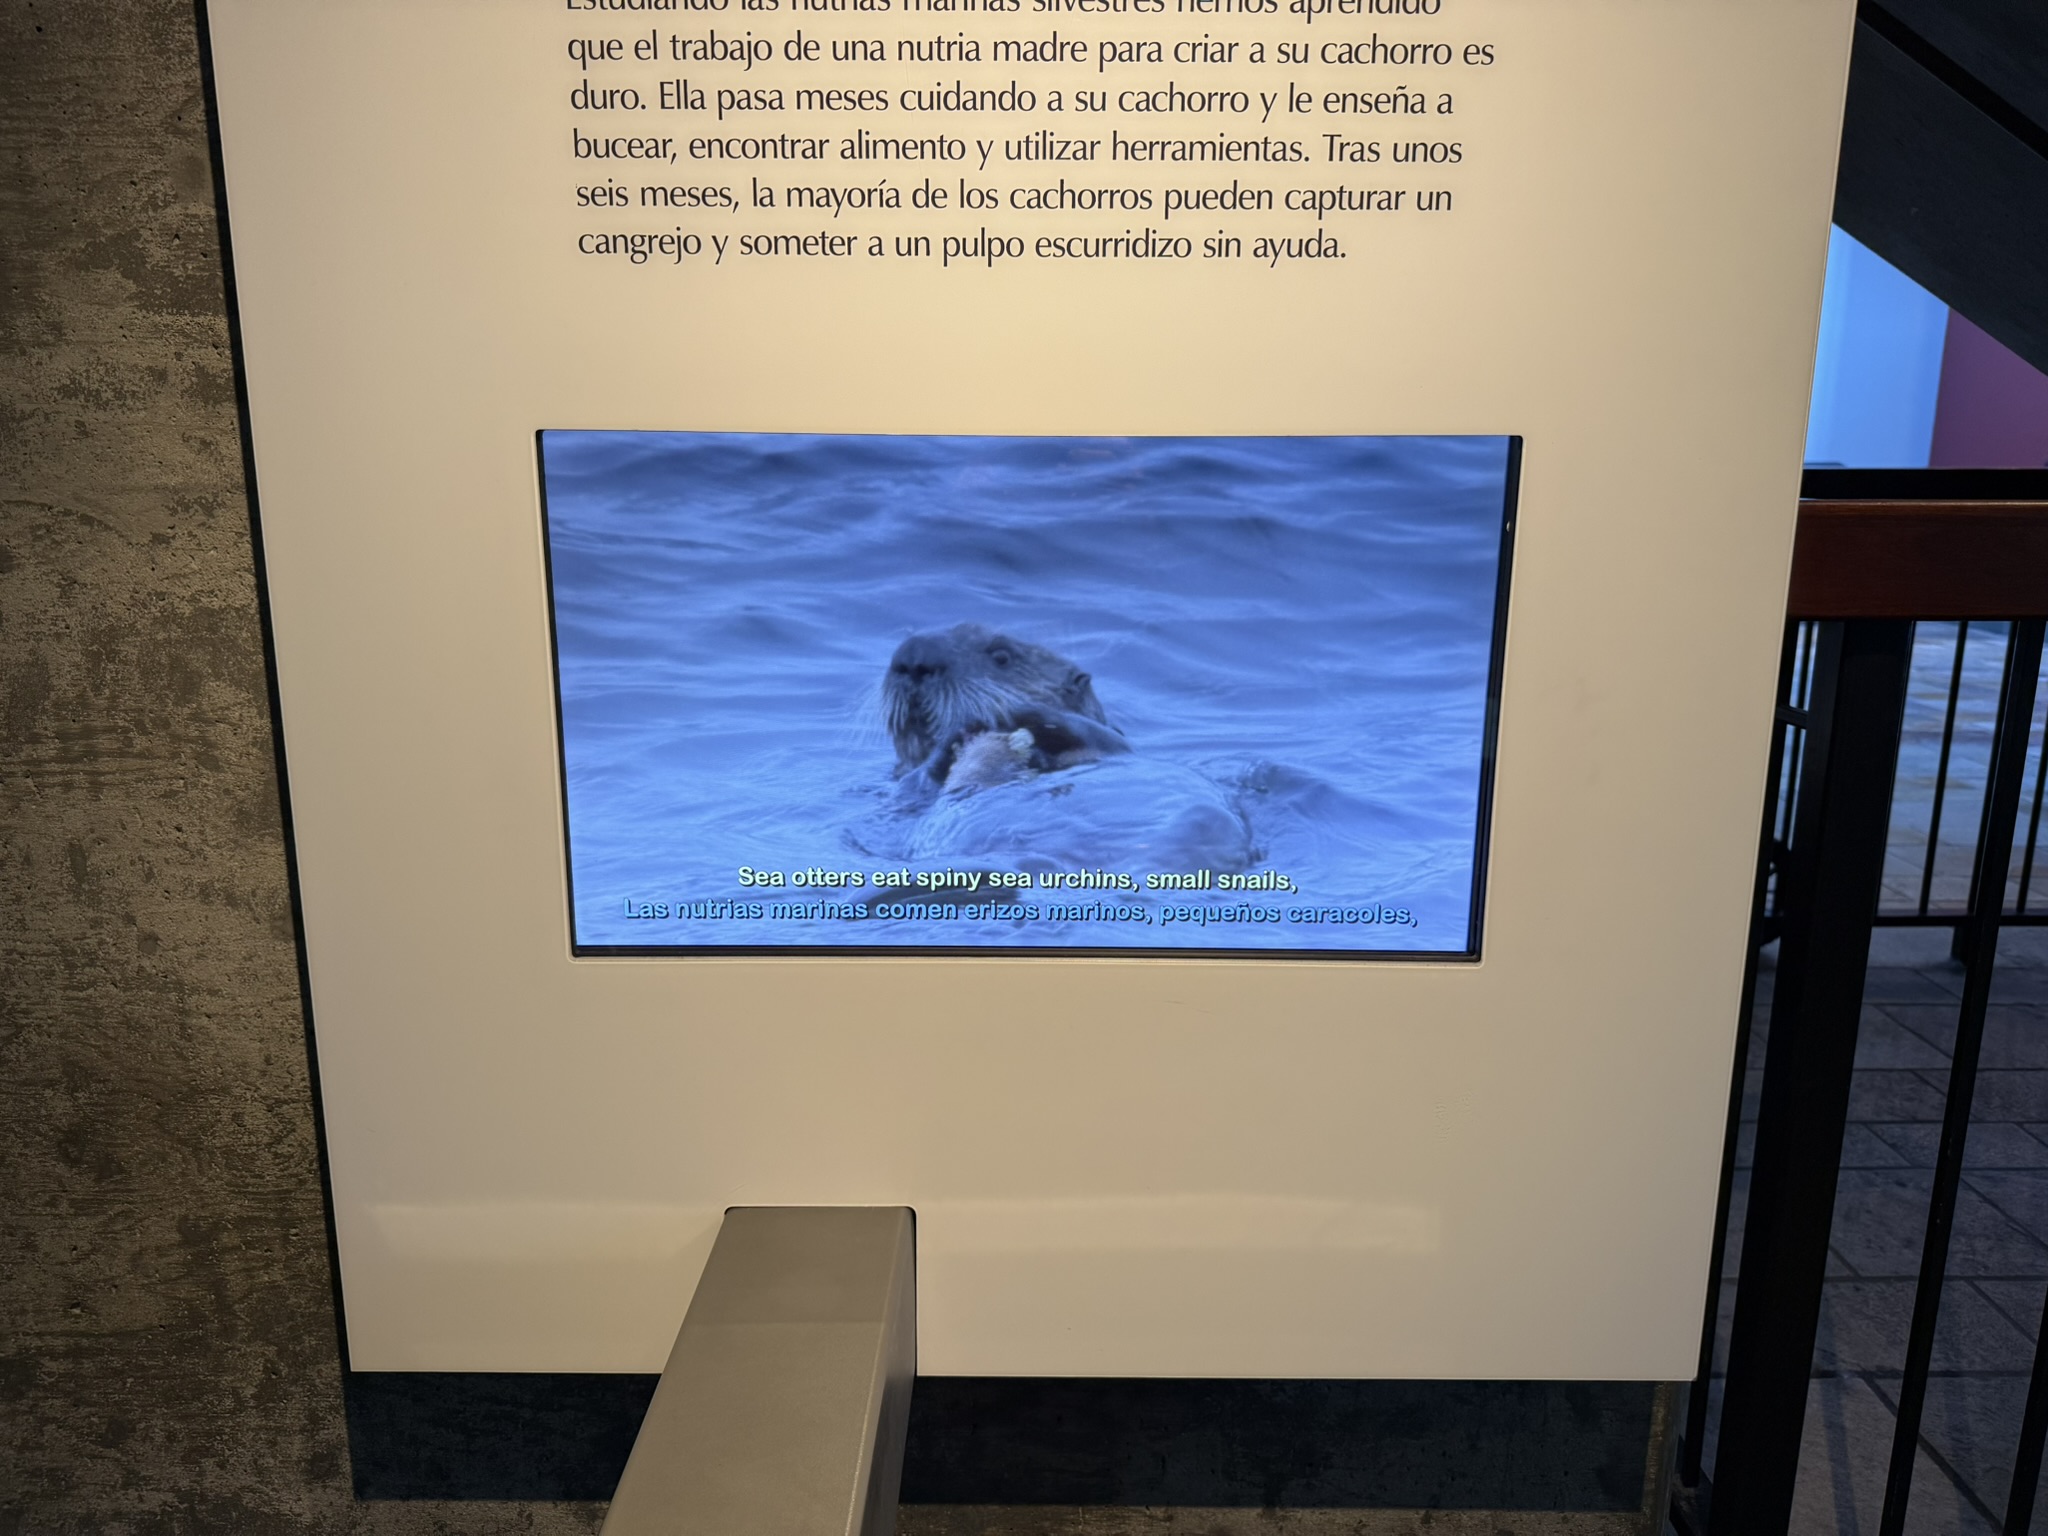 Estudiando las nutrias marinas silvestres hemos aprendido
que el trabajo de una nutria madre para criar a su cachorro es
duro. Ella pasa meses cuidando a su cachorro y le enseña a
bucear, encontrar alimento y utilizar herramientas. Tras unos
seis meses, la mayoría de los cachorros pueden capturar un
cangrejo y someter a un pulpo escurridizo sin ayuda.
Sea otters eat spiny sea urchins, small snails,
Las nutrias marinas comen erizos marinos, pequeños caracoles,